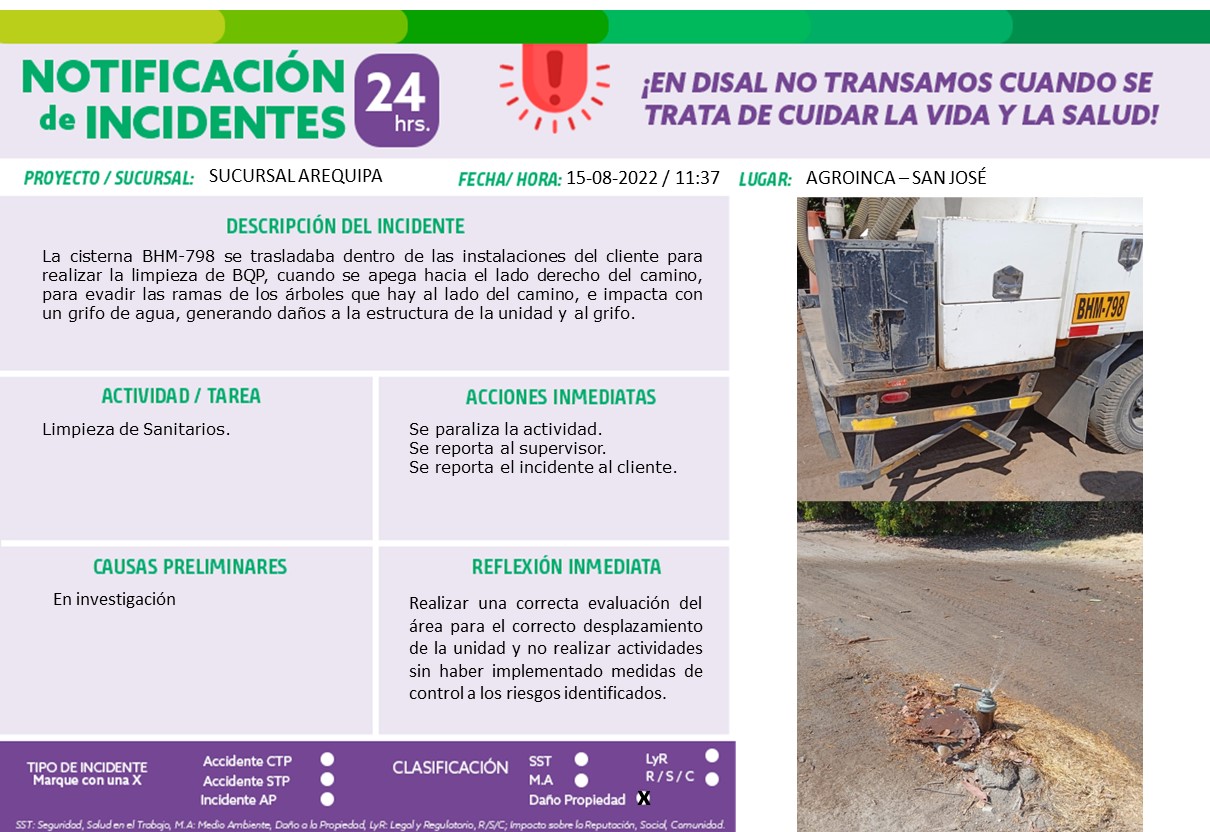 NOTIFICACIÓN
de INCIDENTES
24
hrs.
¡EN DISAL NO TRANSAMOS CUANDO SE
TRATA DE CUIDAR LA VIDA Y LA SALUD!
PROYECTO / SUCURSAL: SUCURSAL AREQUIPA FECHA/ HORA: 15-08-2022 / 11:37 LUGAR: AGROINCA – SAN JOSÉ
DESCRIPCIÓN DEL INCIDENTE
La cisterna BHM-798 se trasladaba dentro de las instalaciones del cliente para
realizar la limpieza de BQP, cuando se apega hacia el lado derecho del camino,
para evadir las ramas de los árboles que hay al lado del camino, e impacta con
un grifo de agua, generando daños a la estructura de la unidad y al grifo.
BHM-798
ACTIVIDAD / TAREA
Limpieza de Sanitarios.
ACCIONES INMEDIATAS
Se paraliza la actividad.
Se reporta al supervisor.
Se reporta el incidente al cliente.
CAUSAS PRELIMINARES
En investigación
REFLEXIÓN INMEDIATA
Realizar una correcta evaluación del
área para el correcto desplazamiento
de la unidad y no realizar actividades
sin haber implementado medidas de
control a los riesgos identificados.
TIPO DE INCIDENTE
Marque con una X
Accidente CTP
Accidente STP
Incidente AP
CLASIFICACIÓN
SST
M.A
Daño Propiedad X
LyR
R / S / C
SST: Seguridad, Salud en el Trabajo, M.A: Medio Ambiente, Daño a la Propiedad, LyR: Legal y Regulatorio, R/S/C; Impacto sobre la Reputación, Social, Comunidad.